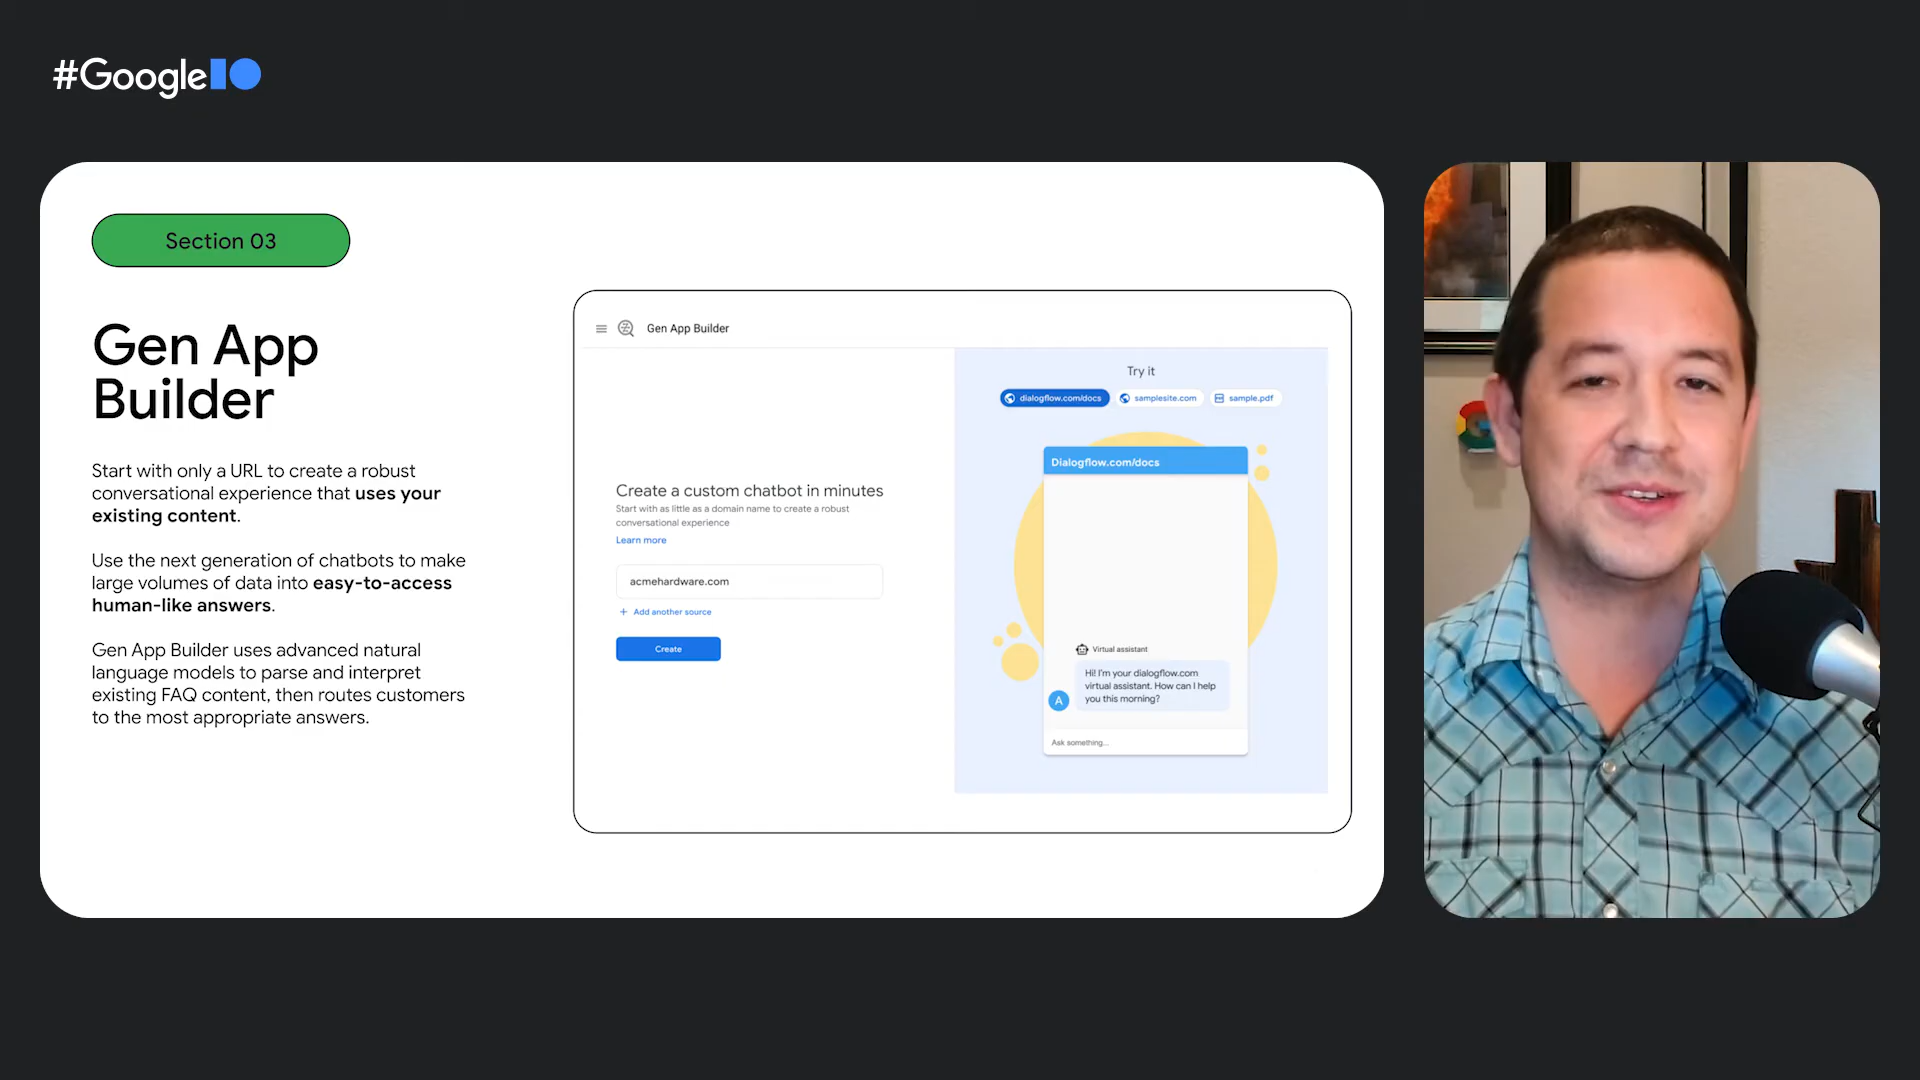 #Google IO
Section 03
Gen App
Builder
Start with only a URL to create a robust
conversational experience that uses your
existing content.
Use the next generation of chatbots to make
large volumes of data into easy-to-access
human-like answers.
Gen App Builder uses advanced natural
language models to parse and interpret
existing FAQ content, then routes customers
to the most appropriate answers.
Gen App Builder
Create a custom chatbot in minutes
Start with as little as a domain name to create a robust
conversational experience
Learn more
acmehardware.com
+ Add another source
Create
Try it
dialogflow.com/docs
samplesite.com
sample.pdf
Dialogflow.com/docs
Virtual assistant
Hi! I'm your dialogflow.com
virtual assistant. How can I help
you this morning?
A
Ask something...